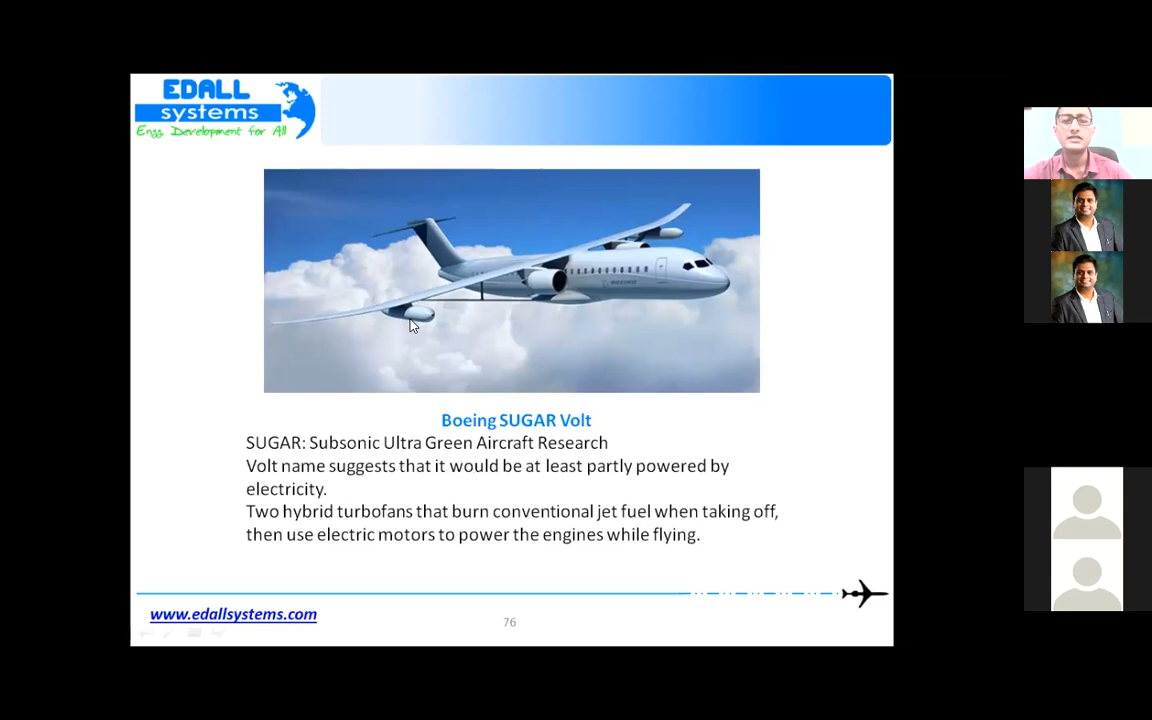 EDALL
systems
Engg Development for All
BOEING
Boeing SUGAR Volt
SUGAR: Subsonic Ultra Green Aircraft Research
Volt name suggests that it would be at least partly powered by
electricity.
Two hybrid turbofans that burn conventional jet fuel when taking off,
then use electric motors to power the engines while flying.
www.edallsystems.com
76